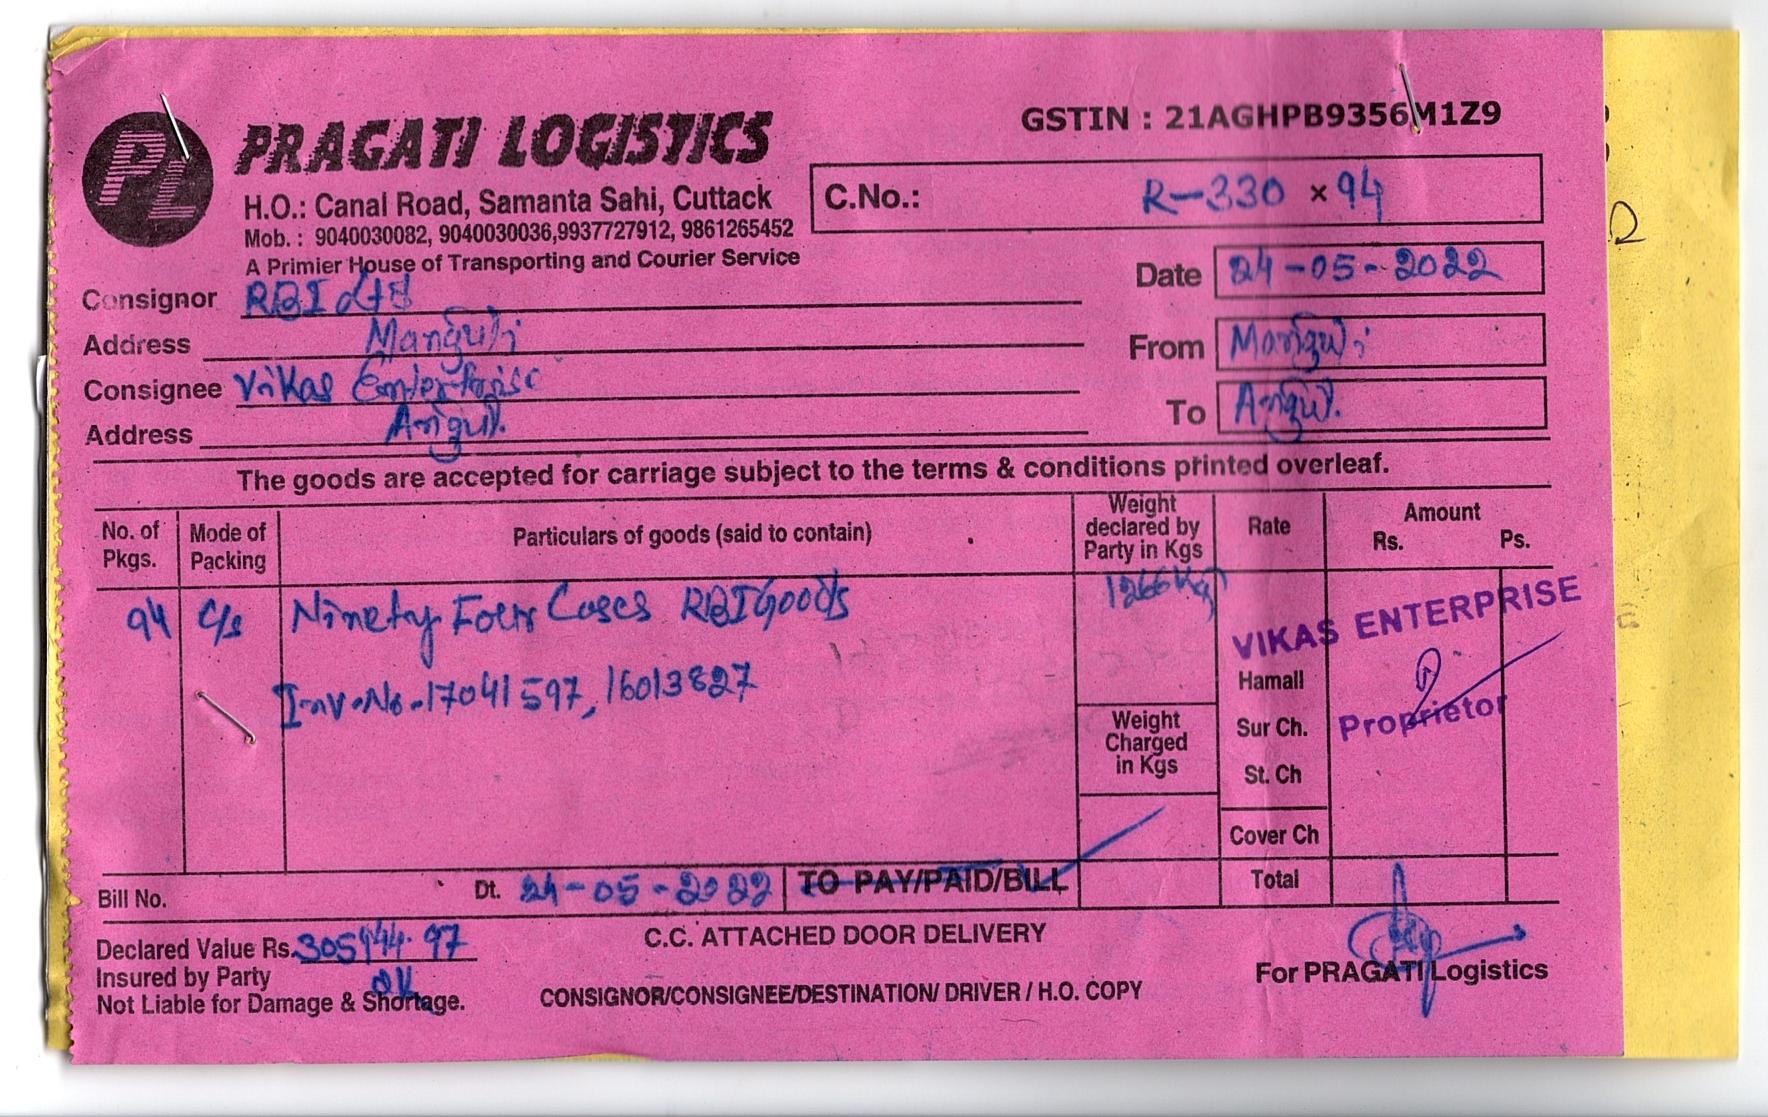 PL
PRAGATI LOGISTICS
H.O.: Canal Road, Samanta Sahi, Cuttack
Mob. : 9040030082, 9040030036,9937727912, 9861265452
A Primier House of Transporting and Courier Service
GSTIN : 21AGHPB9356M1Z9
C.No.: R-330 × 94
Date 24-05-2022
Consignor RBI Ltd
Address Manguli
From Manguli
Consignee Vikas Enterprise
Address Angul.
To Angul.
The goods are accepted for carriage subject to the terms & conditions printed overleaf.
No. of Pkgs.
Mode of Packing
Particulars of goods (said to contain)
Weight declared by Party in Kgs
Rate
Amount
Rs. Ps.
94 C/s Ninety Four Cases RBI Goods 1266Kg
Inv.No.17041597, 16013827
VIKAS ENTERPRISE
Proprietor
Hamall
Weight Charged in Kgs
Sur Ch.
St. Ch
Cover Ch
Bill No. Dt. 24-05-2022 TO PAY/PAID/BILL Total
Declared Value Rs.
Insured by Party
Not Liable for Damage & Shortage.
C.C. ATTACHED DOOR DELIVERY
CONSIGNOR/CONSIGNEE/DESTINATION/ DRIVER / H.O. COPY
For PRAGATI Logistics